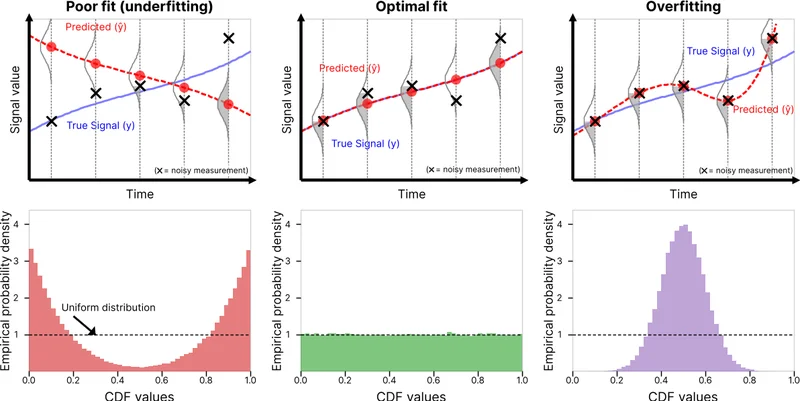 Poor fit (underfitting)
Predicted (ŷ)
True Signal (y)
(✕= noisy measurement)
Signal value
Time
Optimal fit
Predicted (ŷ)
True Signal (y)
(✕= noisy measurement)
Signal value
Time
Overfitting
True Signal (y)
Predicted (ŷ)
(✕= noisy measurement)
Signal value
Time
Empirical probability density
4
3
2
1
Uniform distribution
0.0 0.2 0.4 0.6 0.8 1.0
CDF values
Empirical probability density
4
3
2
1
0.0 0.2 0.4 0.6 0.8 1.0
CDF values
Empirical probability density
4
3
2
1
0.0 0.2 0.4 0.6 0.8 1.0
CDF values